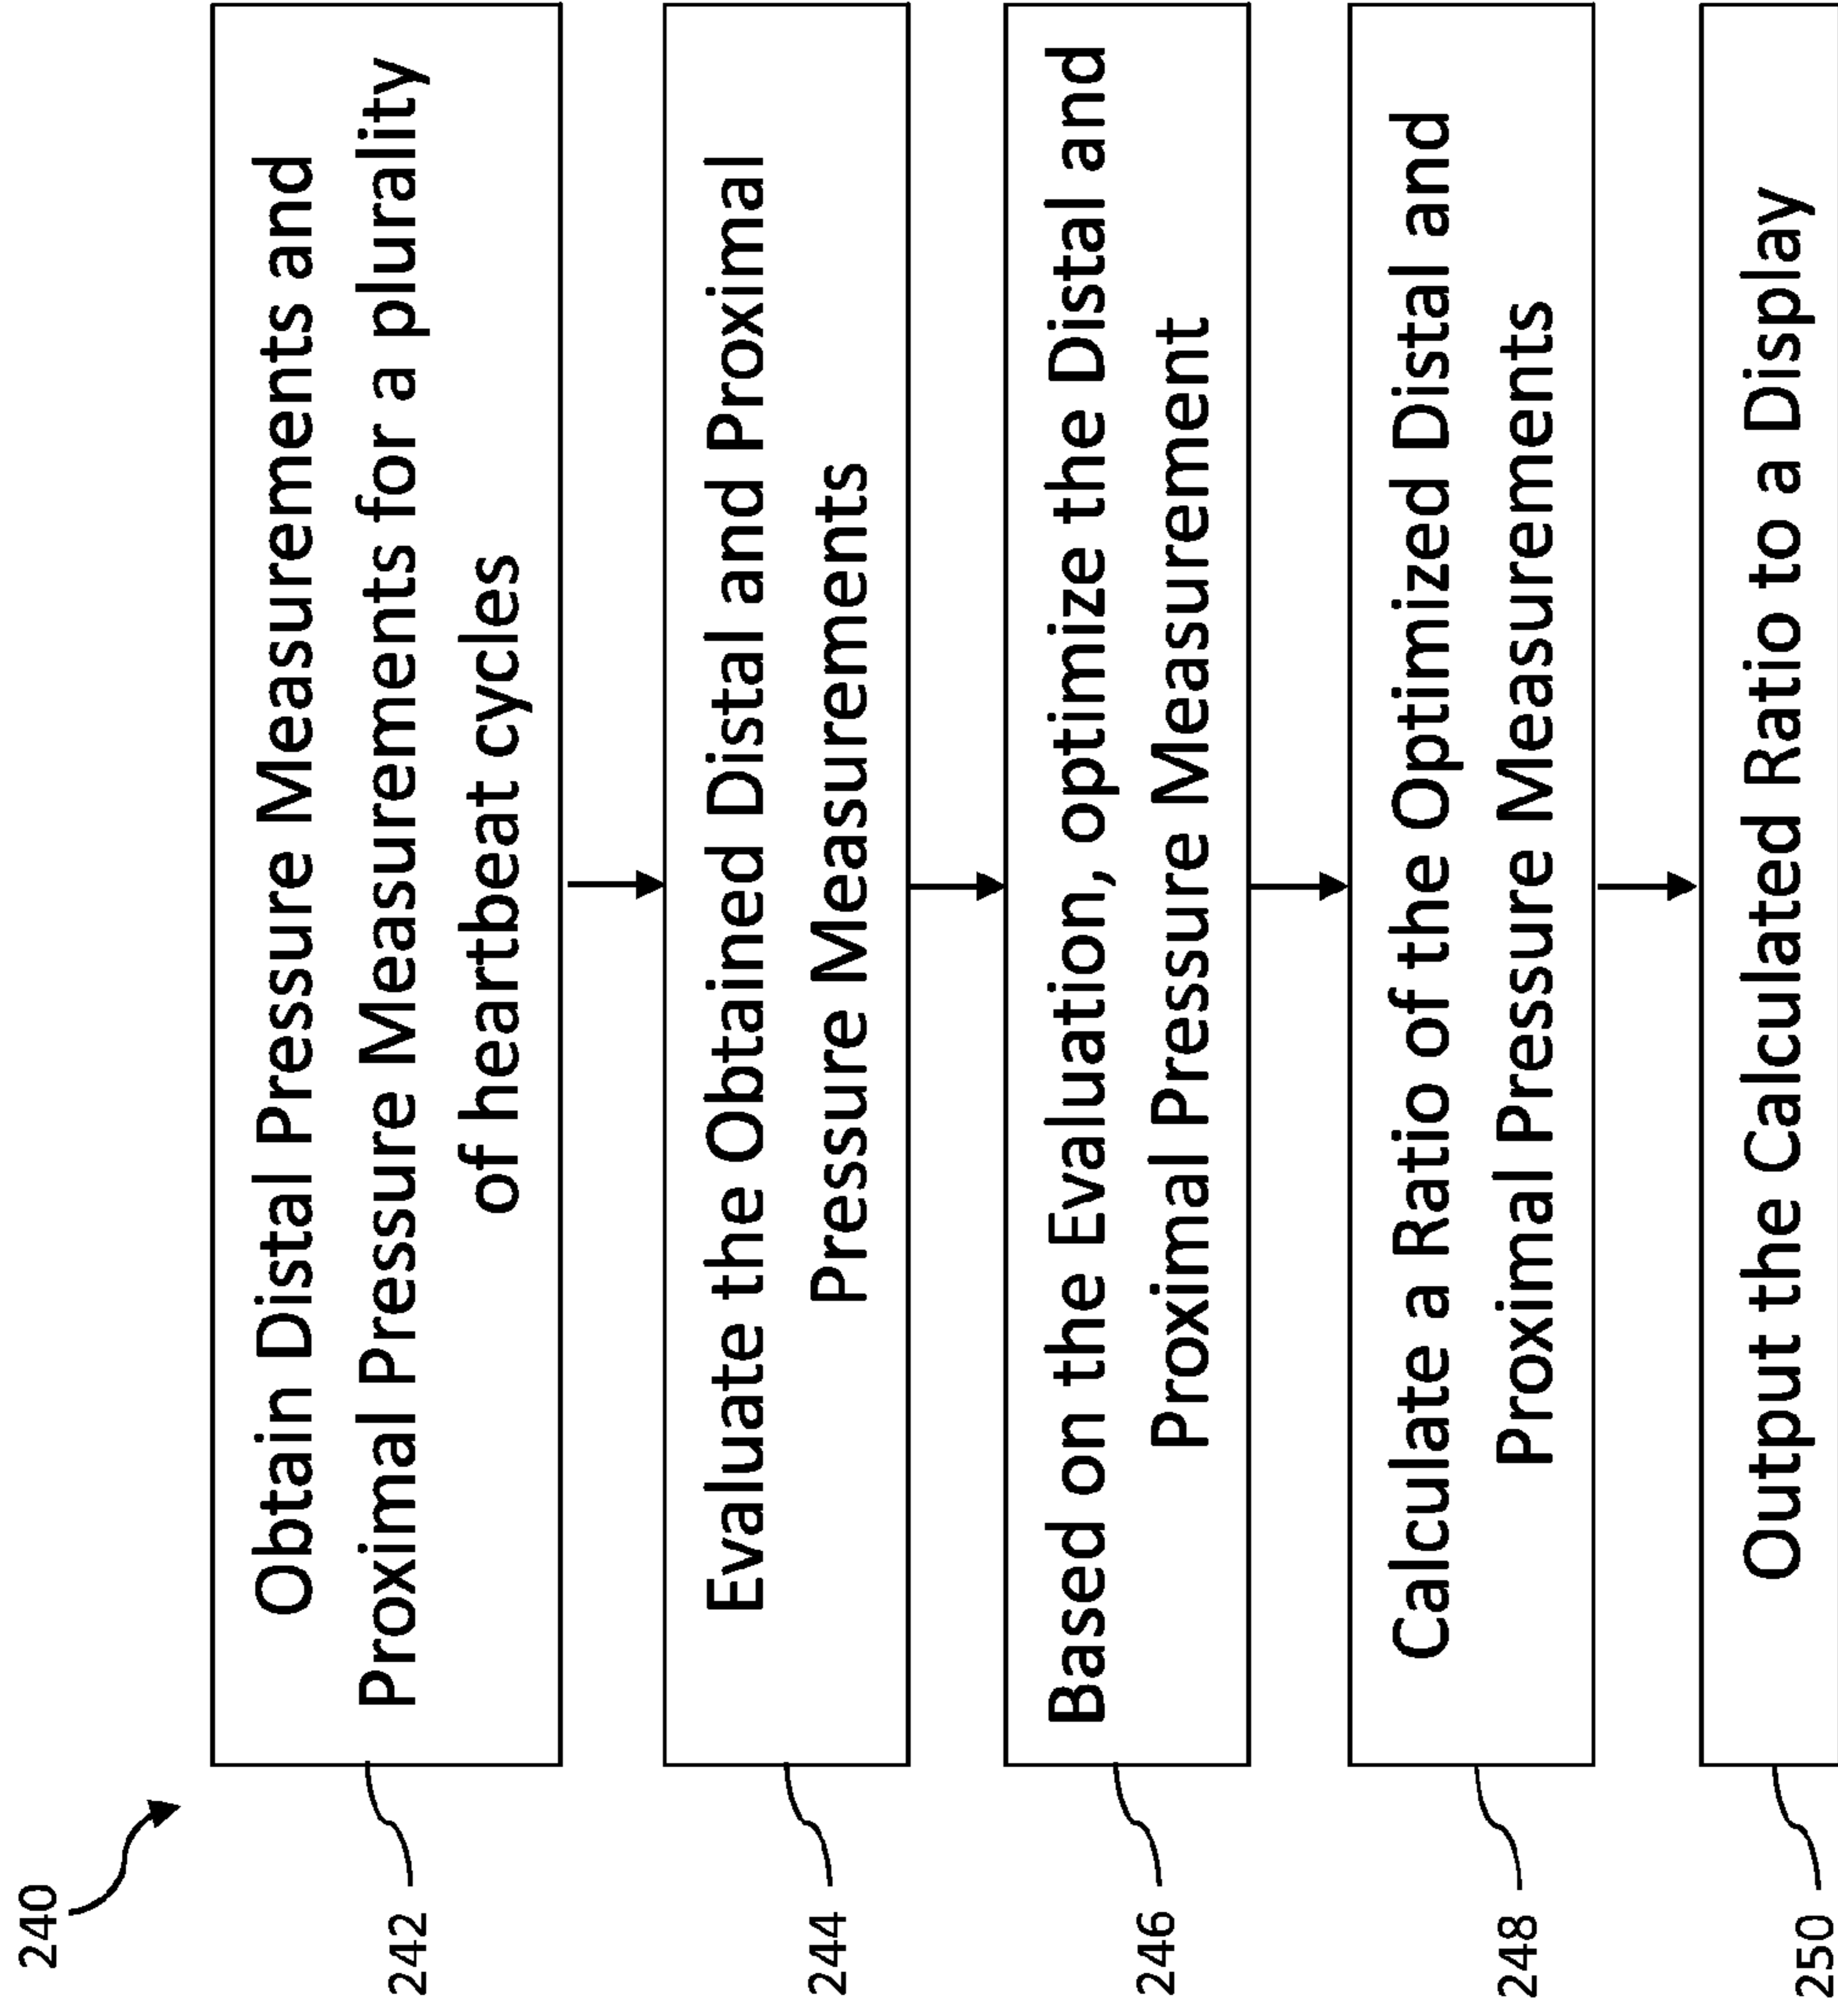 240
242
Obtain Distal Pressure Measurements and
Proximal Pressure Measurements for a plurality
of heartbeat cycles
244
Evaluate the Obtained Distal and Proximal
Pressure Measurements
246
Based on the Evaluation, optimize the Distal and
Proximal Pressure Measurement
248
Calculate a Ratio of the Optimized Distal and
Proximal Pressure Measurements
250
Output the Calculated Ratio to a Display